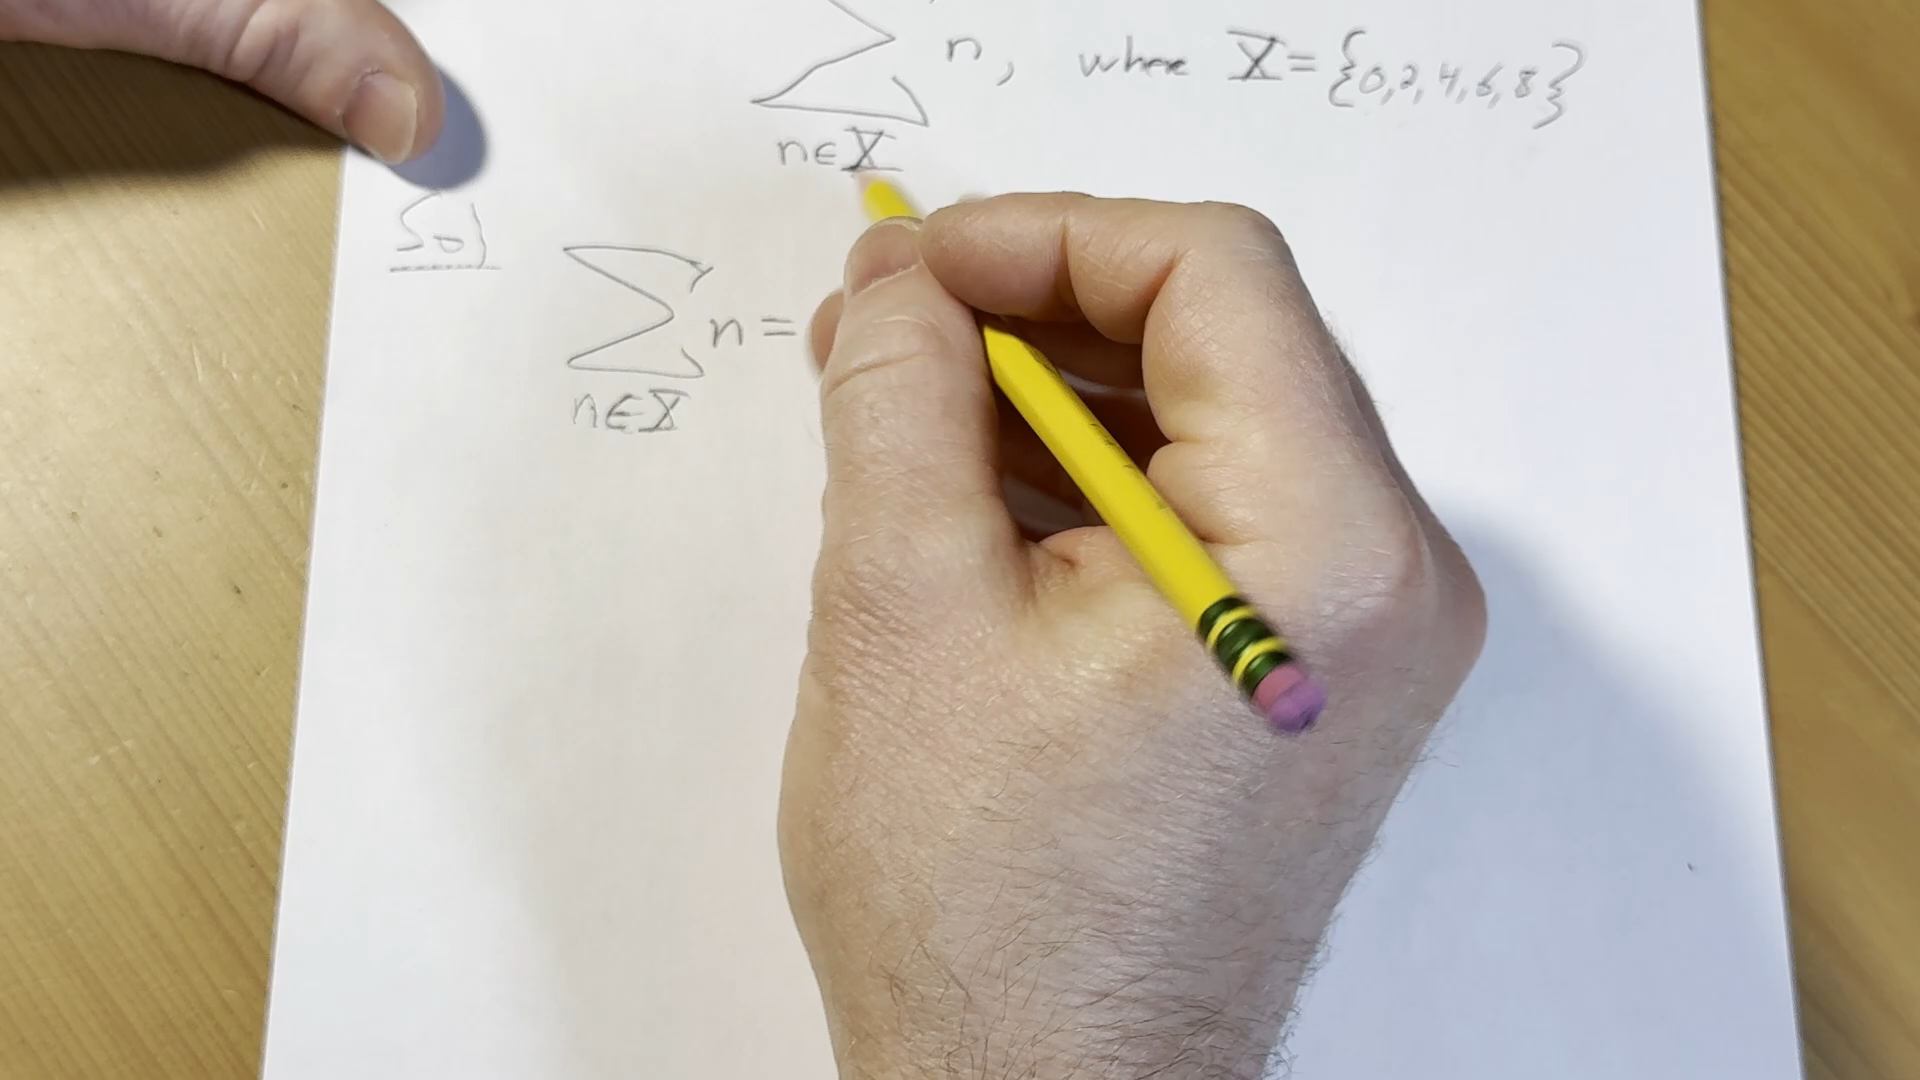 ∑ n, where X = {0,2,4,6,8}
n∈X
Sol
∑ n =
n∈X